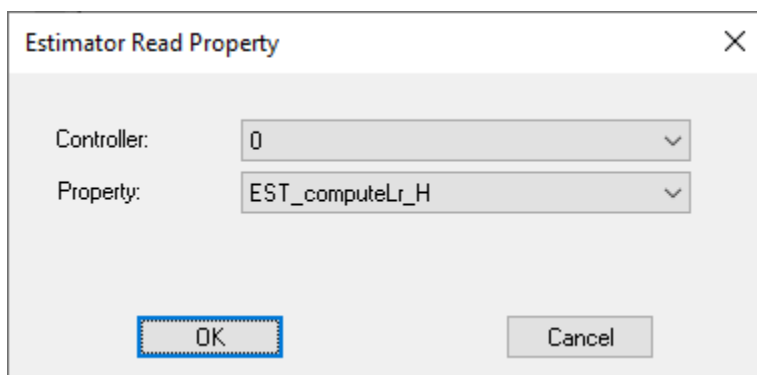 Estimator Read Property
Controller: 0
Property: EST_computeLr_H
OK Cancel